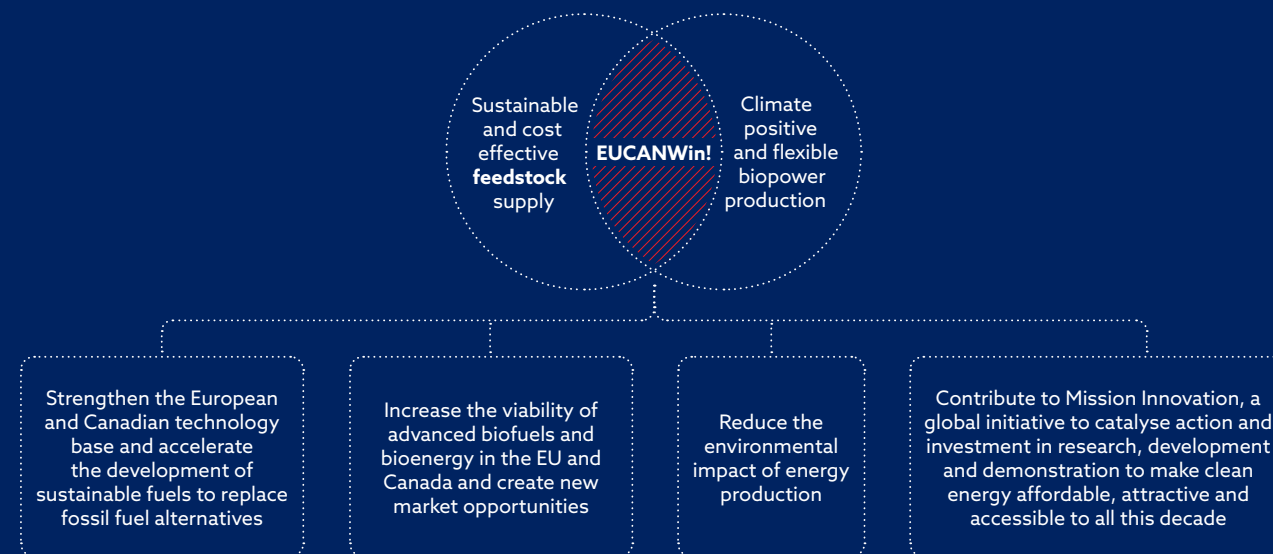 Sustainable
and cost
effective
feedstock
supply
EUCANWin!
Climate
positive
and flexible
biopower
production
Strengthen the European
and Canadian technology
base and accelerate
the development of
sustainable fuels to replace
fossil fuel alternatives
Increase the viability of
advanced biofuels and
bioenergy in the EU and
Canada and create new
market opportunities
Reduce the
environmental
impact of energy
production
Contribute to Mission Innovation, a
global initiative to catalyse action and
investment in research, development
and demonstration to make clean
energy affordable, attractive and
accessible to all this decade